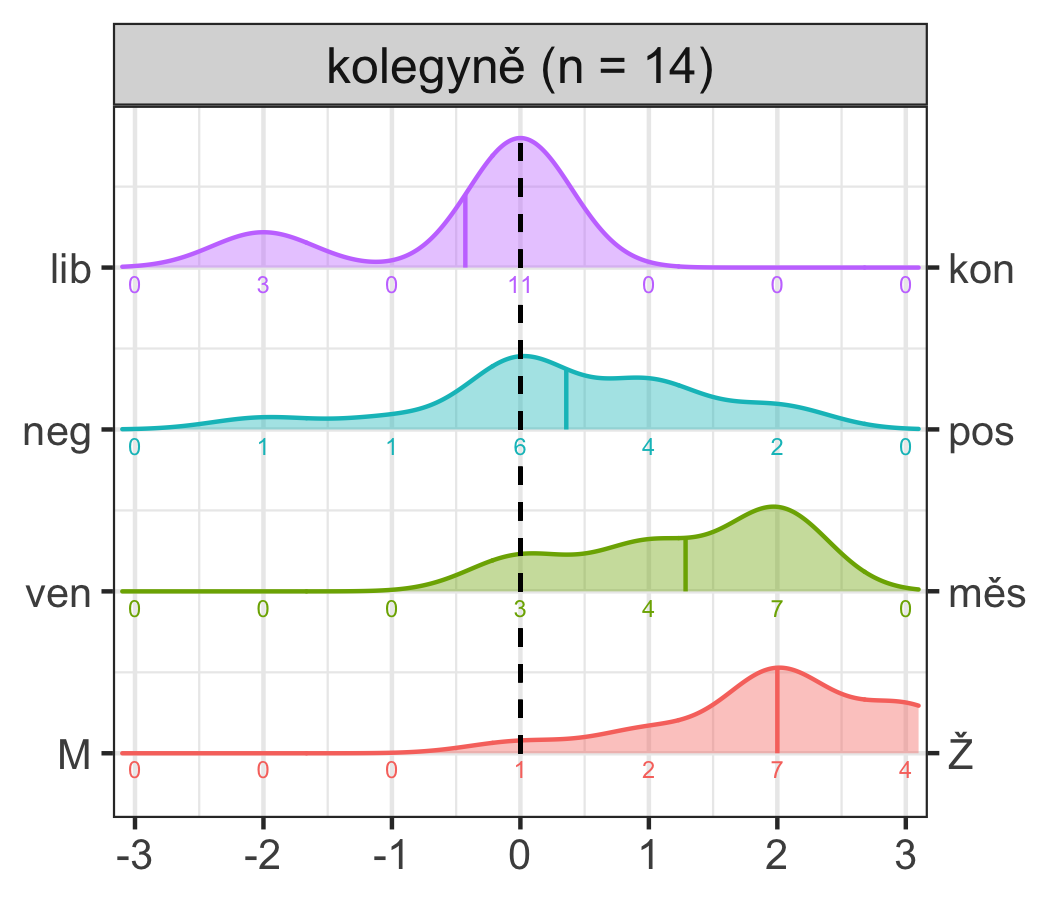 kolegyně (n = 14)
lib kon
0 3 0 11 0 0 0
neg pos
0 1 1 6 4 2 0
ven měs
0 0 0 3 4 7 0
M Ž
0 0 0 1 2 7 4
-3 -2 -1 0 1 2 3